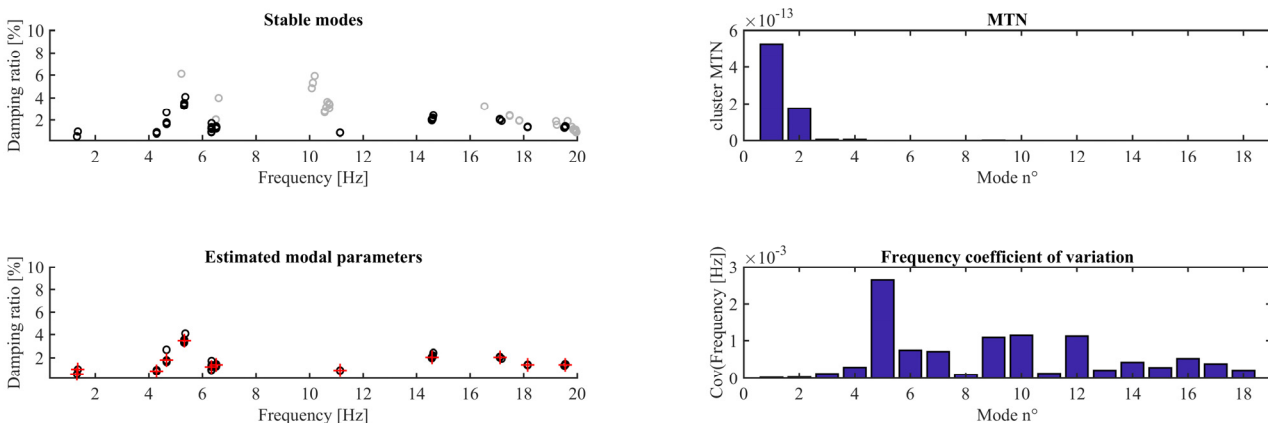 Stable modes
Damping ratio [%]
10
8
6
4
2
2 4 6 8 10 12 14 16 18 20
Frequency [Hz]
MTN
×10-13
cluster MTN
6
4
2
0
0 2 4 6 8 10 12 14 16 18
Mode n°
Estimated modal parameters
Damping ratio [%]
10
8
6
4
2
2 4 6 8 10 12 14 16 18 20
Frequency [Hz]
Frequency coefficient of variation
×10-3
Cov(Frequency [Hz])
3
2
1
0
0 2 4 6 8 10 12 14 16 18
Mode n°